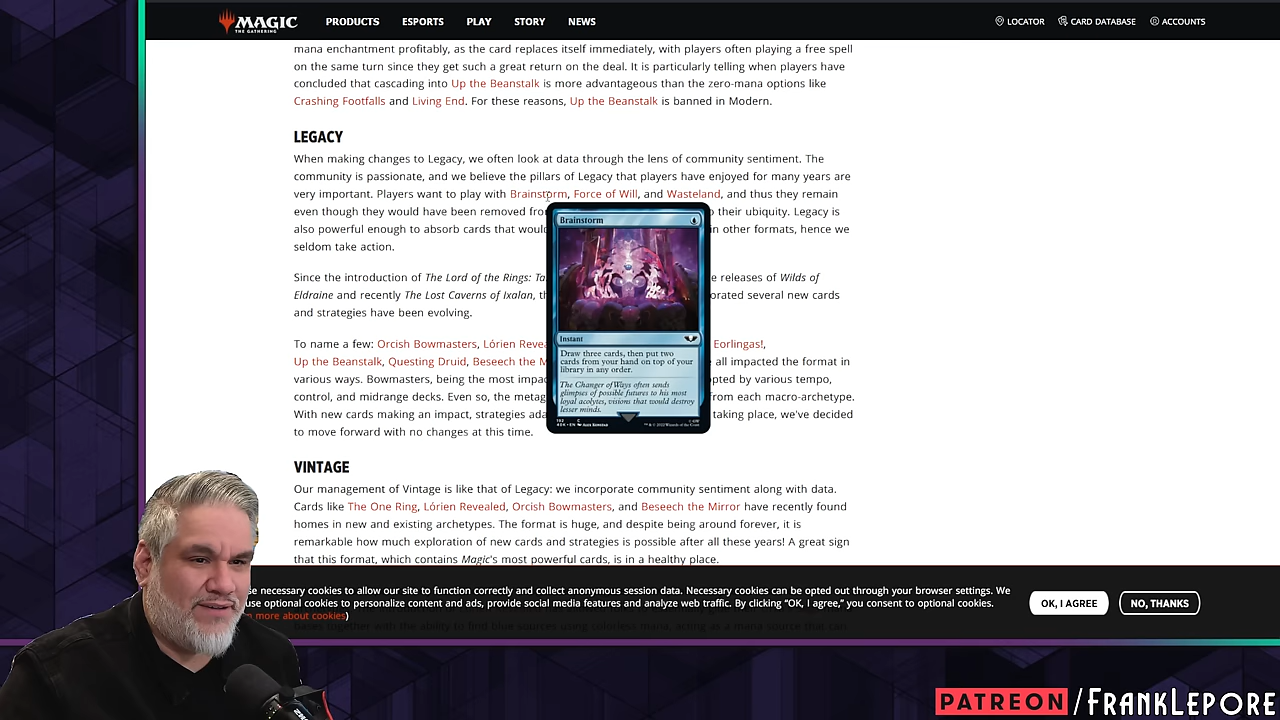 MAGIC
THE GATHERING
PRODUCTS ESPORTS PLAY STORY NEWS
LOCATOR CARD DATABASE ACCOUNTS
mana enchantment profitably, as the card replaces itself immediately, with players often playing a free spell
on the same turn since they get such a great return on the deal. It is particularly telling when players have
concluded that cascading into Up the Beanstalk is more advantageous than the zero-mana options like
Crashing Footfalls and Living End. For these reasons, Up the Beanstalk is banned in Modern.
LEGACY
When making changes to Legacy, we often look at data through the lens of community sentiment. The
community is passionate, and we believe the pillars of Legacy that players have enjoyed for many years are
very important. Players want to play with Brainstorm, Force of Will, and Wasteland, and thus they remain
even though they would have been removed from their ubiquity. Legacy is
also powerful enough to absorb cards that would in other formats, hence we
seldom take action.
Since the introduction of The Lord of the Rings: Ta e releases of Wilds of
Eldraine and recently The Lost Caverns of Ixalan, th orated several new cards
and strategies have been evolving.
To name a few: Orcish Bowmasters, Lórien Revea Eorlingas!,
Up the Beanstalk, Questing Druid, Beseech the M all impacted the format in
various ways. Bowmasters, being the most impac opted by various tempo,
control, and midrange decks. Even so, the metag from each macro-archetype.
With new cards making an impact, strategies ada taking place, we've decided
to move forward with no changes at this time.
Brainstorm
Instant
Draw three cards, then put two
cards from your hand on top of your
library in any order.
The Changer of Ways often sends
glimpses of possible futures to his most
loyal acolytes, visions that would destroy
lesser minds.
VINTAGE
Our management of Vintage is like that of Legacy: we incorporate community sentiment along with data.
Cards like The One Ring, Lórien Revealed, Orcish Bowmasters, and Beseech the Mirror have recently found
homes in new and existing archetypes. The format is huge, and despite being around forever, it is
remarkable how much exploration of new cards and strategies is possible after all these years! A great sign
that this format, which contains Magic's most powerful cards, is in a healthy place.
se necessary cookies to allow our site to function correctly and collect anonymous session data. Necessary cookies can be opted out through your browser settings. We
use optional cookies to personalize content and ads, provide social media features and analyze web traffic. By clicking "OK, I agree," you consent to optional cookies.
more about cookies)
OK, I AGREE NO, THANKS
PATREON/FRANKLEPORE